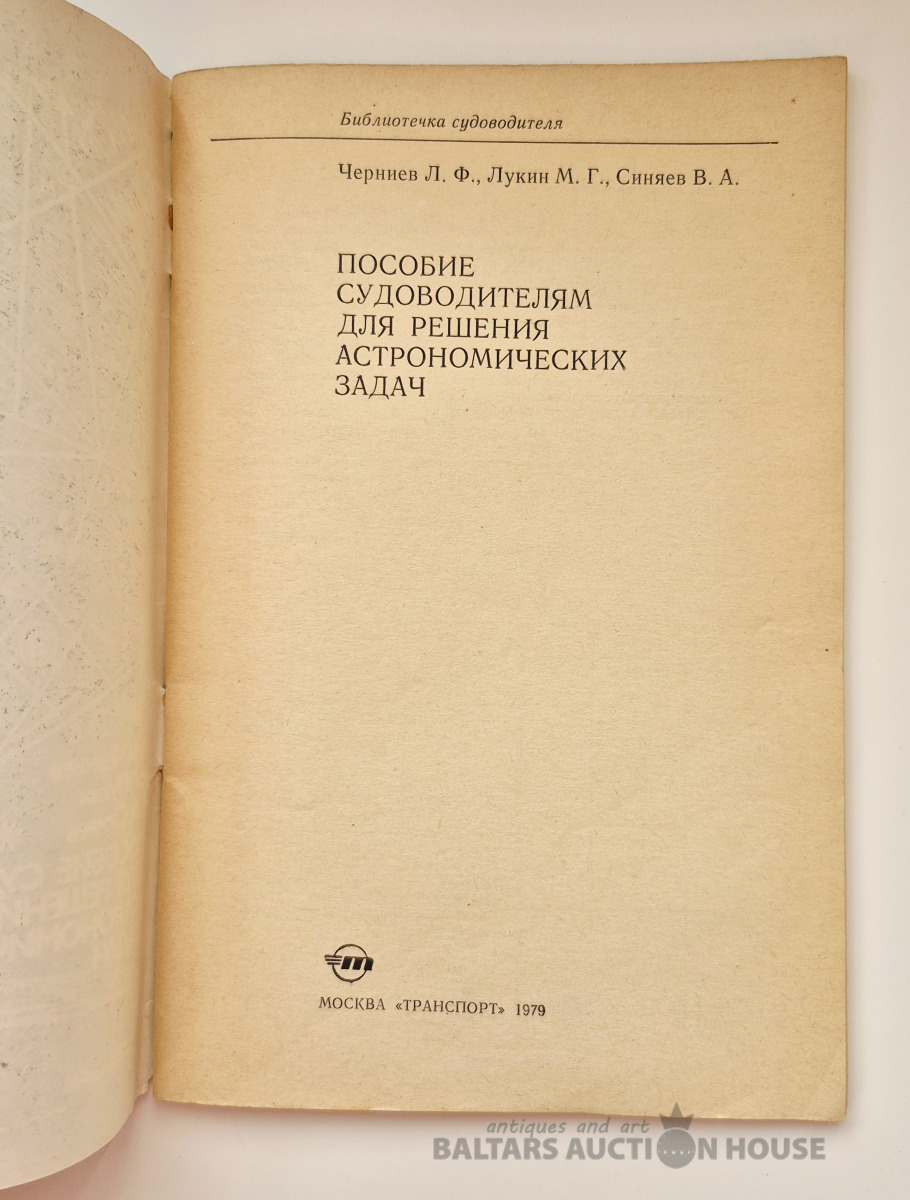 Библиотечка судоводителя
Черниев Л. Ф., Лукин М. Г., Синяев В. А.
ПОСОБИЕ
СУДОВОДИТЕЛЯМ
ДЛЯ РЕШЕНИЯ
АСТРОНОМИЧЕСКИХ
ЗАДАЧ
МОСКВА «ТРАНСПОРТ» 1979
antiques and art
BALTARS AUCTION HOUSE